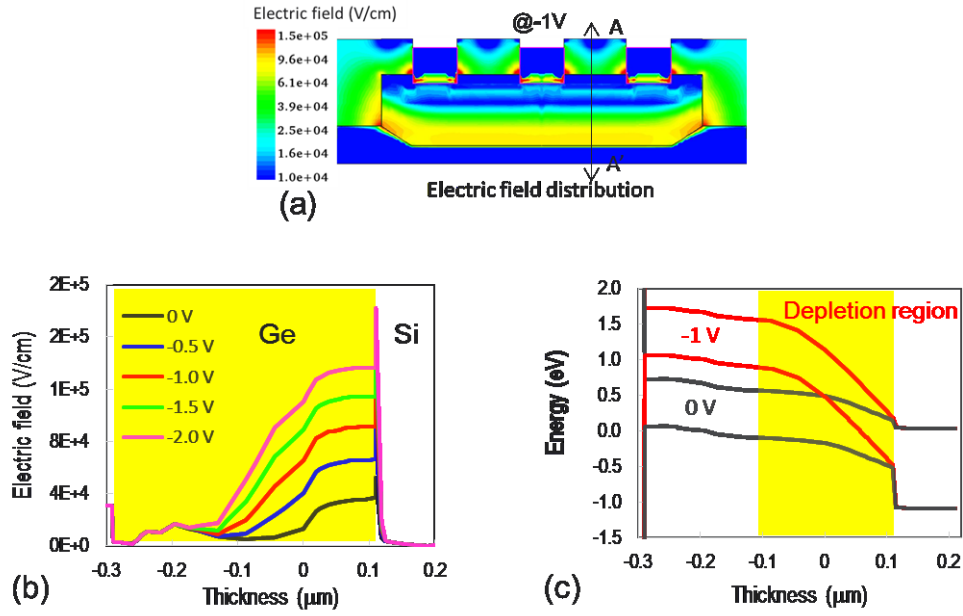 Electric field (V/cm)
@-1V
A
1.5e+05
9.6e+04
6.1e+04
3.9e+04
2.5e+04
1.5e+04
1.0e+04
A'
Electric field distribution
(a)
2E+5
2E+5
1E+5
8E+4
4E+4
0E+0
Electric field (V/cm)
0 V
-0.5 V
-1.0 V
-1.5 V
-2.0 V
Ge
Si
-0.3 -0.2 -0.1 0 0.1 0.2
Thickness (μm)
(b)
2.0
1.5
1.0
0.5
0.0
-0.5
-1.0
-1.5
Energy (eV)
Depletion region
-1 V
0 V
-0.3 -0.2 -0.1 0 0.1 0.2
Thickness (μm)
(c)